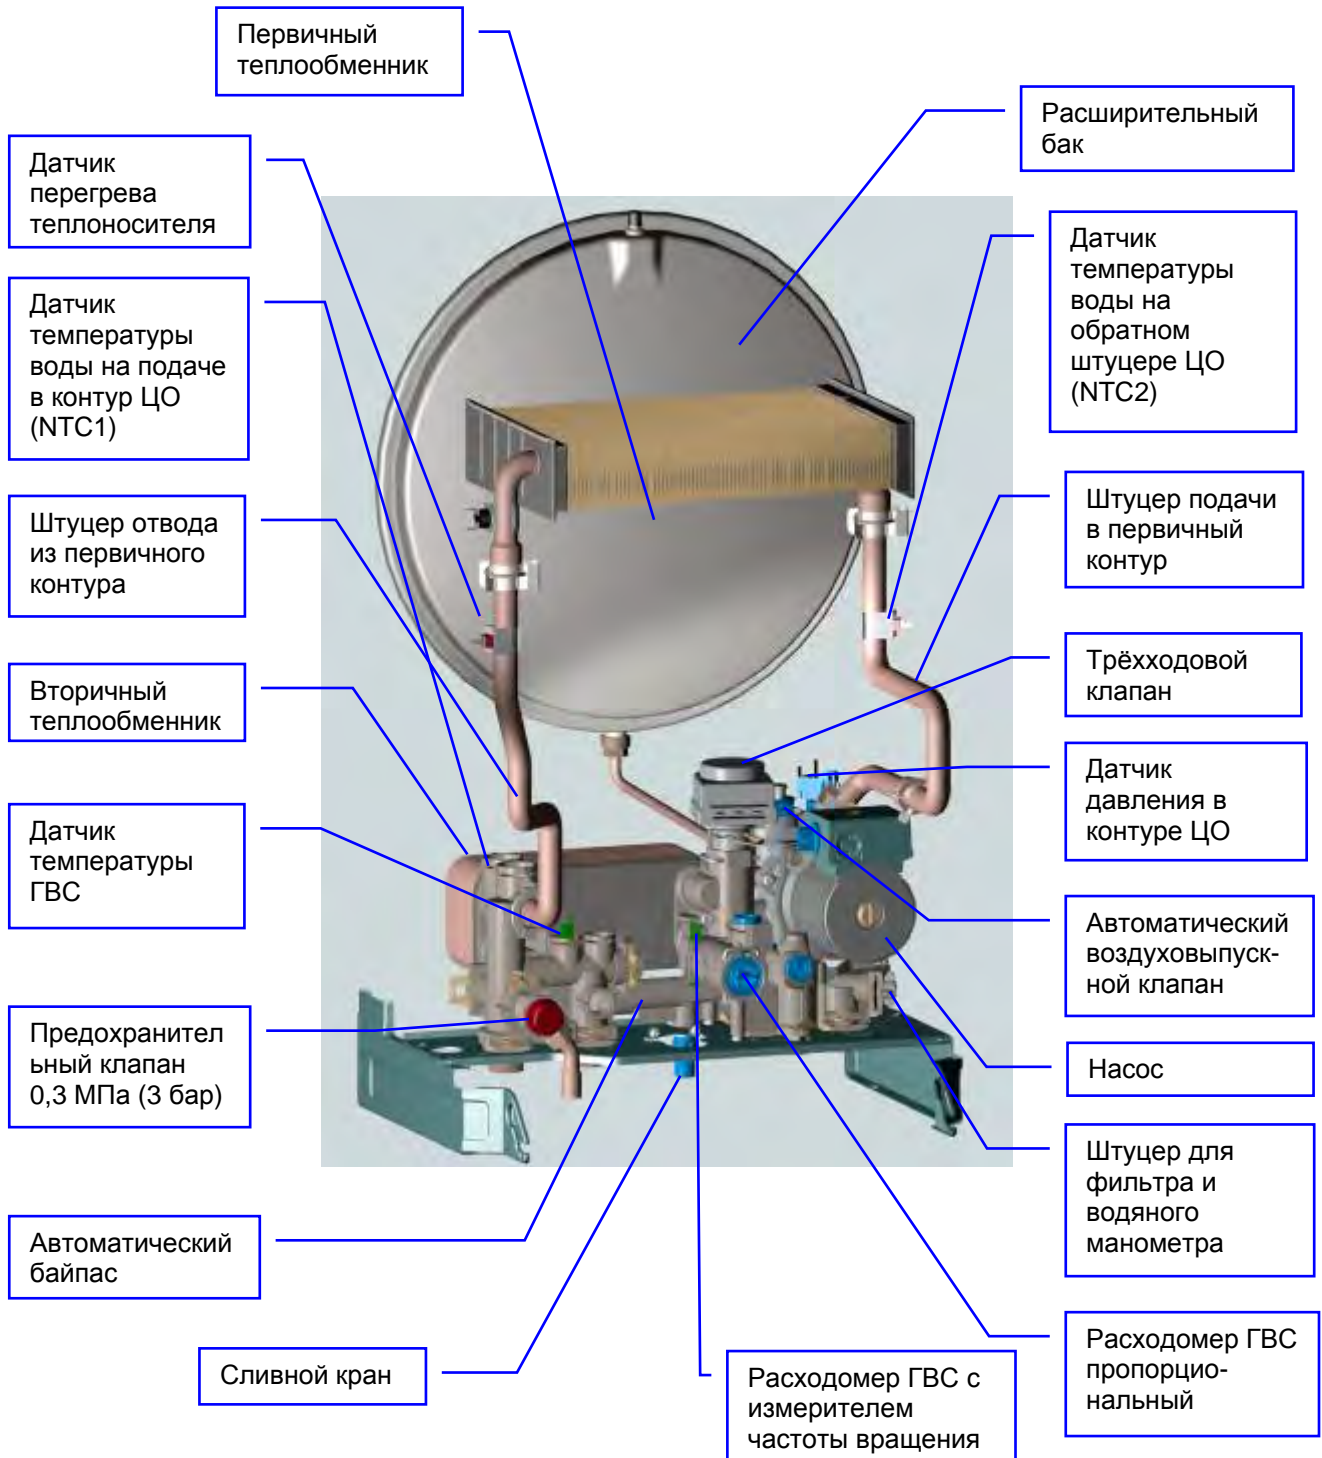 Первичный
теплообменник
Расширительный
бак
Датчик
перегрева
теплоносителя
Датчик
температуры
воды на
обратном
штуцере ЦО
(NTC2)
Датчик
температуры
воды на подаче
в контур ЦО
(NTC1)
Штуцер подачи
в первичный
контур
Штуцер отвода
из первичного
контура
Трёхходовой
клапан
Вторичный
теплообменник
Датчик
давления в
контуре ЦО
Датчик
температуры
ГВС
Автоматический
воздуховыпуск-
ной клапан
Предохранител
ьный клапан
0,3 МПа (3 бар)
Насос
Штуцер для
фильтра и
водяного
манометра
Автоматический
байпас
Расходомер ГВС
пропорцио-
нальный
Сливной кран
Расходомер ГВС с
измерителем
частоты вращения